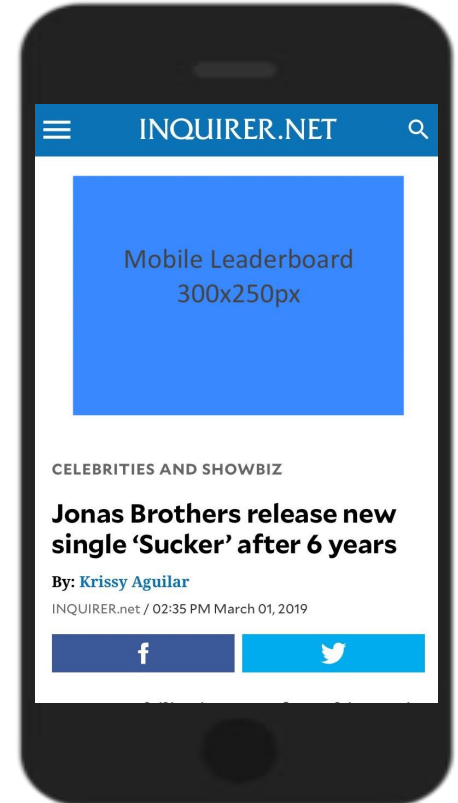 INQUIRER.NET
Mobile Leaderboard
300x250px
CELEBRITIES AND SHOWBIZ
Jonas Brothers release new
single ‘Sucker’ after 6 years
By: Krissy Aguilar
INQUIRER.net / 02:35 PM March 01, 2019